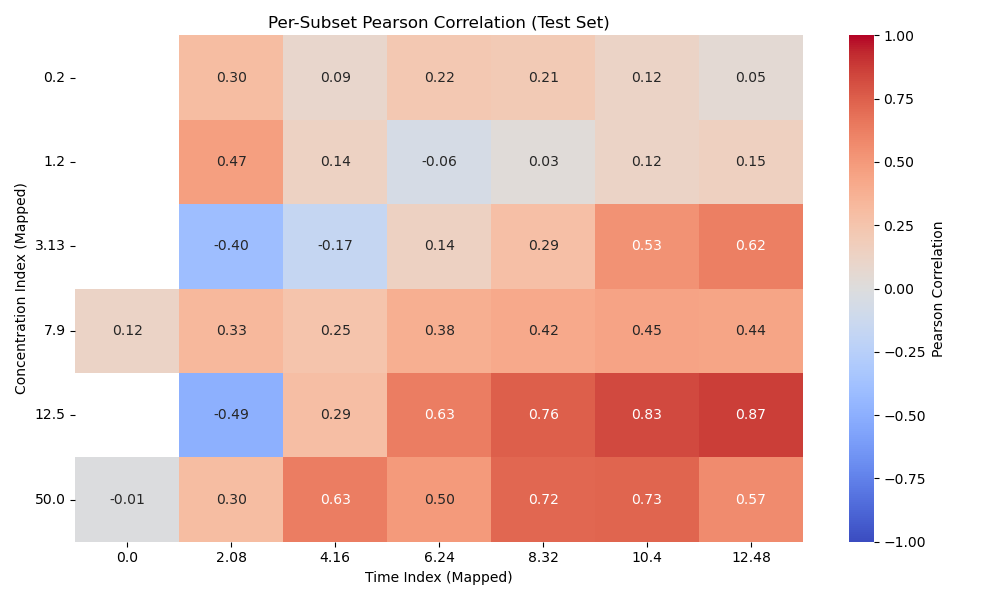 Per-Subset Pearson Correlation (Test Set)
Concentration Index (Mapped)
0.2 0.30 0.09 0.22 0.21 0.12 0.05
1.2 0.47 0.14 -0.06 0.03 0.12 0.15
3.13 -0.40 -0.17 0.14 0.29 0.53 0.62
7.9 0.12 0.33 0.25 0.38 0.42 0.45 0.44
12.5 -0.49 0.29 0.63 0.76 0.83 0.87
50.0 -0.01 0.30 0.63 0.50 0.72 0.73 0.57
0.0 2.08 4.16 6.24 8.32 10.4 12.48
Time Index (Mapped)
1.00
0.75
0.50
0.25
0.00
−0.25
−0.50
−0.75
−1.00
Pearson Correlation